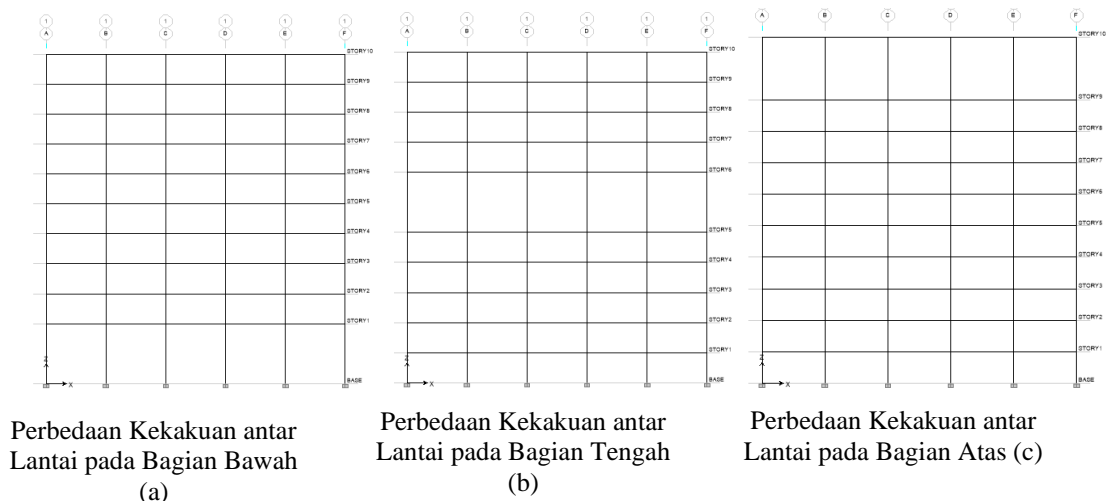 1 1 1 1 1 1
A B C D E F
STORY10
STORY9
STORY8
STORY7
STORY6
STORY5
STORY4
STORY3
STORY2
STORY1
BASE
Z
X
Perbedaan Kekakuan antar
Lantai pada Bagian Bawah
(a)
1 1 1 1 1 1
A B C D E F
STORY10
STORY9
STORY8
STORY7
STORY6
STORY5
STORY4
STORY3
STORY2
STORY1
BASE
Z
X
Perbedaan Kekakuan antar
Lantai pada Bagian Tengah
(b)
A B C D E F
STORY10
STORY9
STORY8
STORY7
STORY6
STORY5
STORY4
STORY3
STORY2
STORY1
BASE
Z
X
Perbedaan Kekakuan antar
Lantai pada Bagian Atas (c)